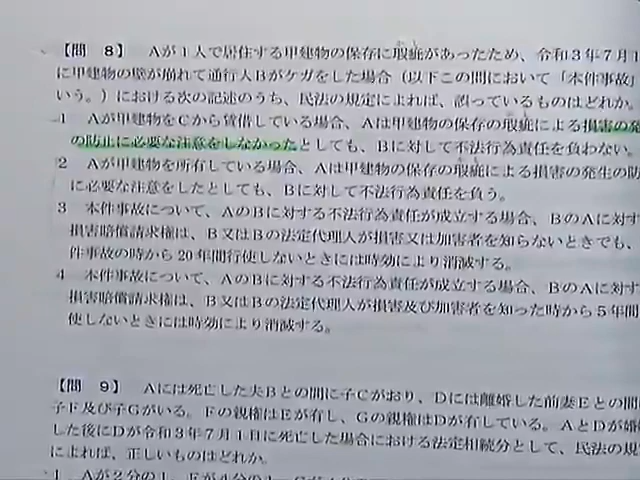 【問 8】 Aが1人で居住する甲建物の保存に瑕疵があったため、令和3年7月1
に甲建物の壁が崩れて通行人Bがケガをした場合(以下この問において「本件事故」
いう。)における次の記述のうち、民法の規定によれば、誤っているものはどれか。
1 Aが甲建物をCから賃借している場合、Aは甲建物の保存の瑕疵による損害の発
の防止に必要な注意をしなかったとしても、Bに対して不法行為責任を負わない。
2 Aが甲建物を所有している場合、Aは甲建物の保存の瑕疵による損害の発生の防
に必要な注意をしたとしても、Bに対して不法行為責任を負う。
3 本件事故について、AのBに対する不法行為責任が成立する場合、BのAに対す
損害賠償請求権は、B又はBの法定代理人が損害又は加害者を知らないときでも、
件事故の時から20年間行使しないときには時効により消滅する。
4 本件事故について、AのBに対する不法行為責任が成立する場合、BのAに対す
損害賠償請求権は、B又はBの法定代理人が損害及び加害者を知った時から5年間
使しないときには時効により消滅する。
【問 9】 Aには死亡した夫Bとの間に子Cがおり、Dには離婚した前妻Eとの間
子F及び子Gがいる。Fの親権はEが有し、Gの親権はDが有している。AとDが婚
した後にDが令和3年7月1日に死亡した場合における法定相続分として、民法の規
によれば、正しいものはどれか。
1 Aが2分の1、Fが4分の1、Gが4分の1